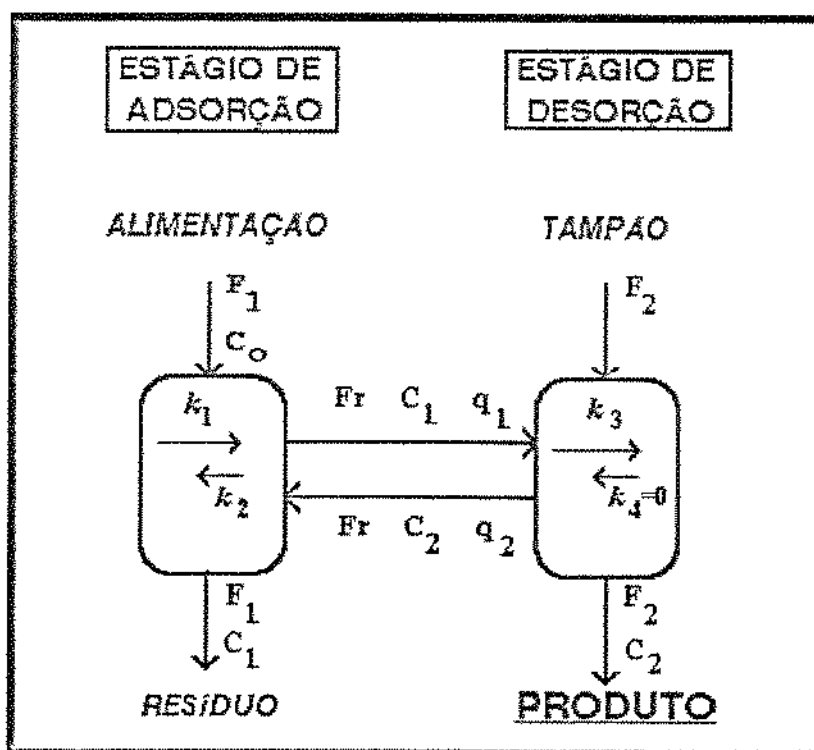 ESTÁGIO DE
ADSORÇÃO
ESTÁGIO DE
DESORÇÃO
ALIMENTAÇÃO
TAMPÃO
F1
Co
F2
k1
k2
Fr C1 q1
Fr C2 q2
k3
k4=0
F1
C1
F2
C2
RESÍDUO
PRODUTO